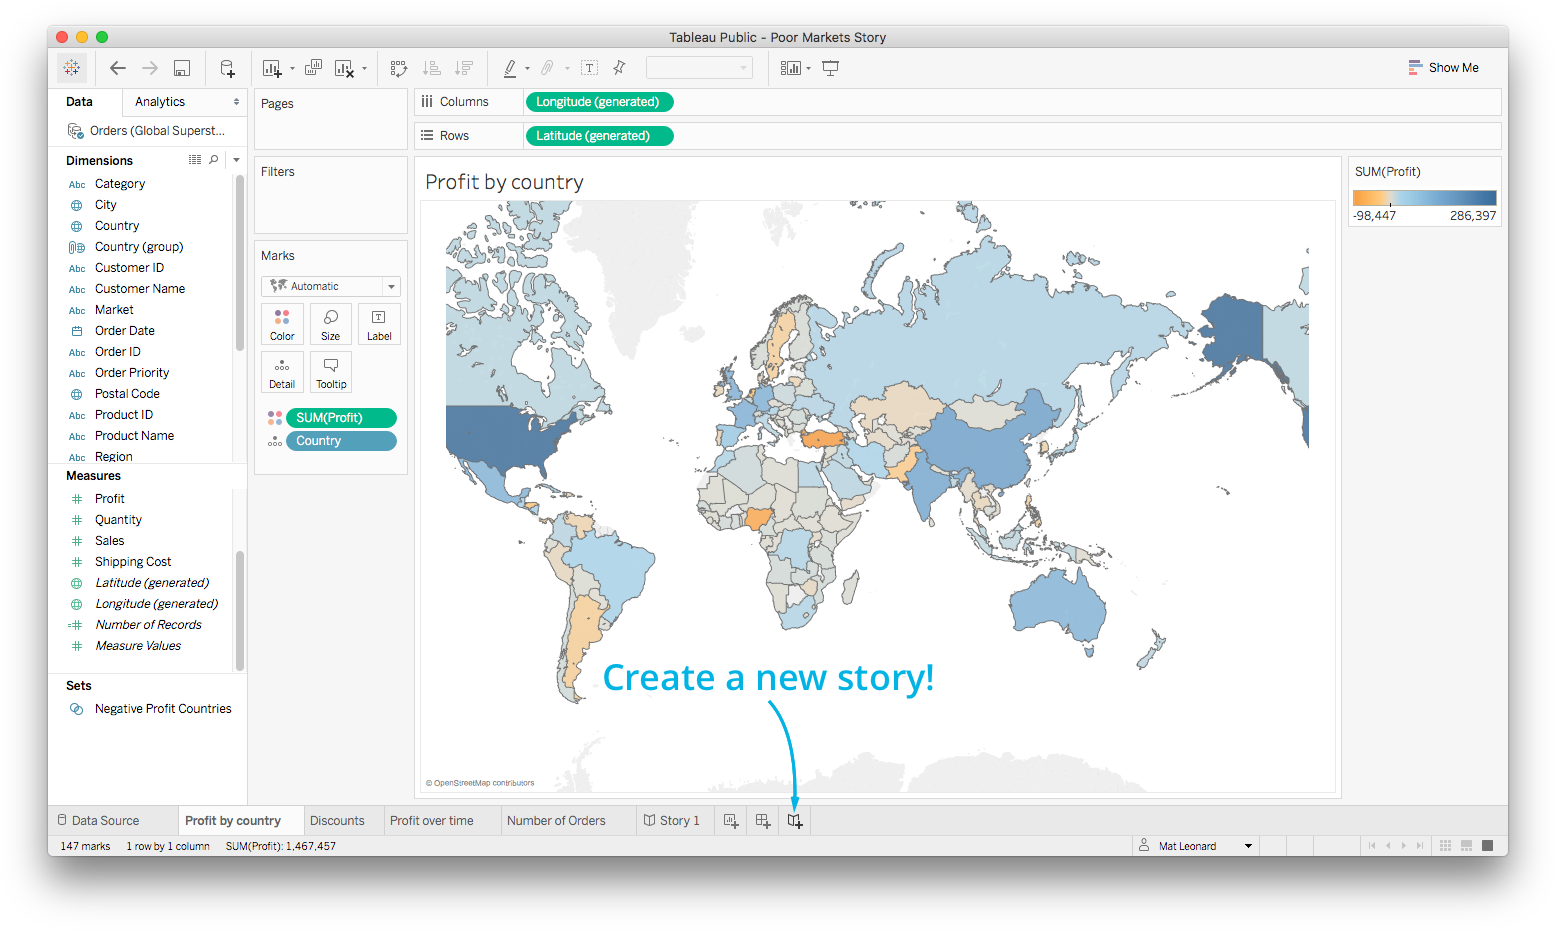 Tableau Public - Poor Markets Story
Show Me
Data
Analytics
Orders (Global Superst...
Dimensions
Abc Category
City
Country
Country (group)
Abc Customer ID
Abc Customer Name
Abc Market
Order Date
Abc Order ID
Abc Order Priority
Postal Code
Abc Product ID
Abc Product Name
Abc Region
Measures
# Profit
# Quantity
# Sales
# Shipping Cost
Latitude (generated)
Longitude (generated)
=# Number of Records
# Measure Values
Sets
Negative Profit Countries
Pages
Filters
Marks
Automatic
Color
Size
T
Label
Detail
Tooltip
SUM(Profit)
Country
Columns
Longitude (generated)
Rows
Latitude (generated)
Profit by country
Create a new story!
© OpenStreetMap contributors
SUM(Profit)
-98,447
286,397
Data Source
Profit by country
Discounts
Profit over time
Number of Orders
Story 1
147 marks
1 row by 1 column
SUM(Profit): 1,467,457
Mat Leonard